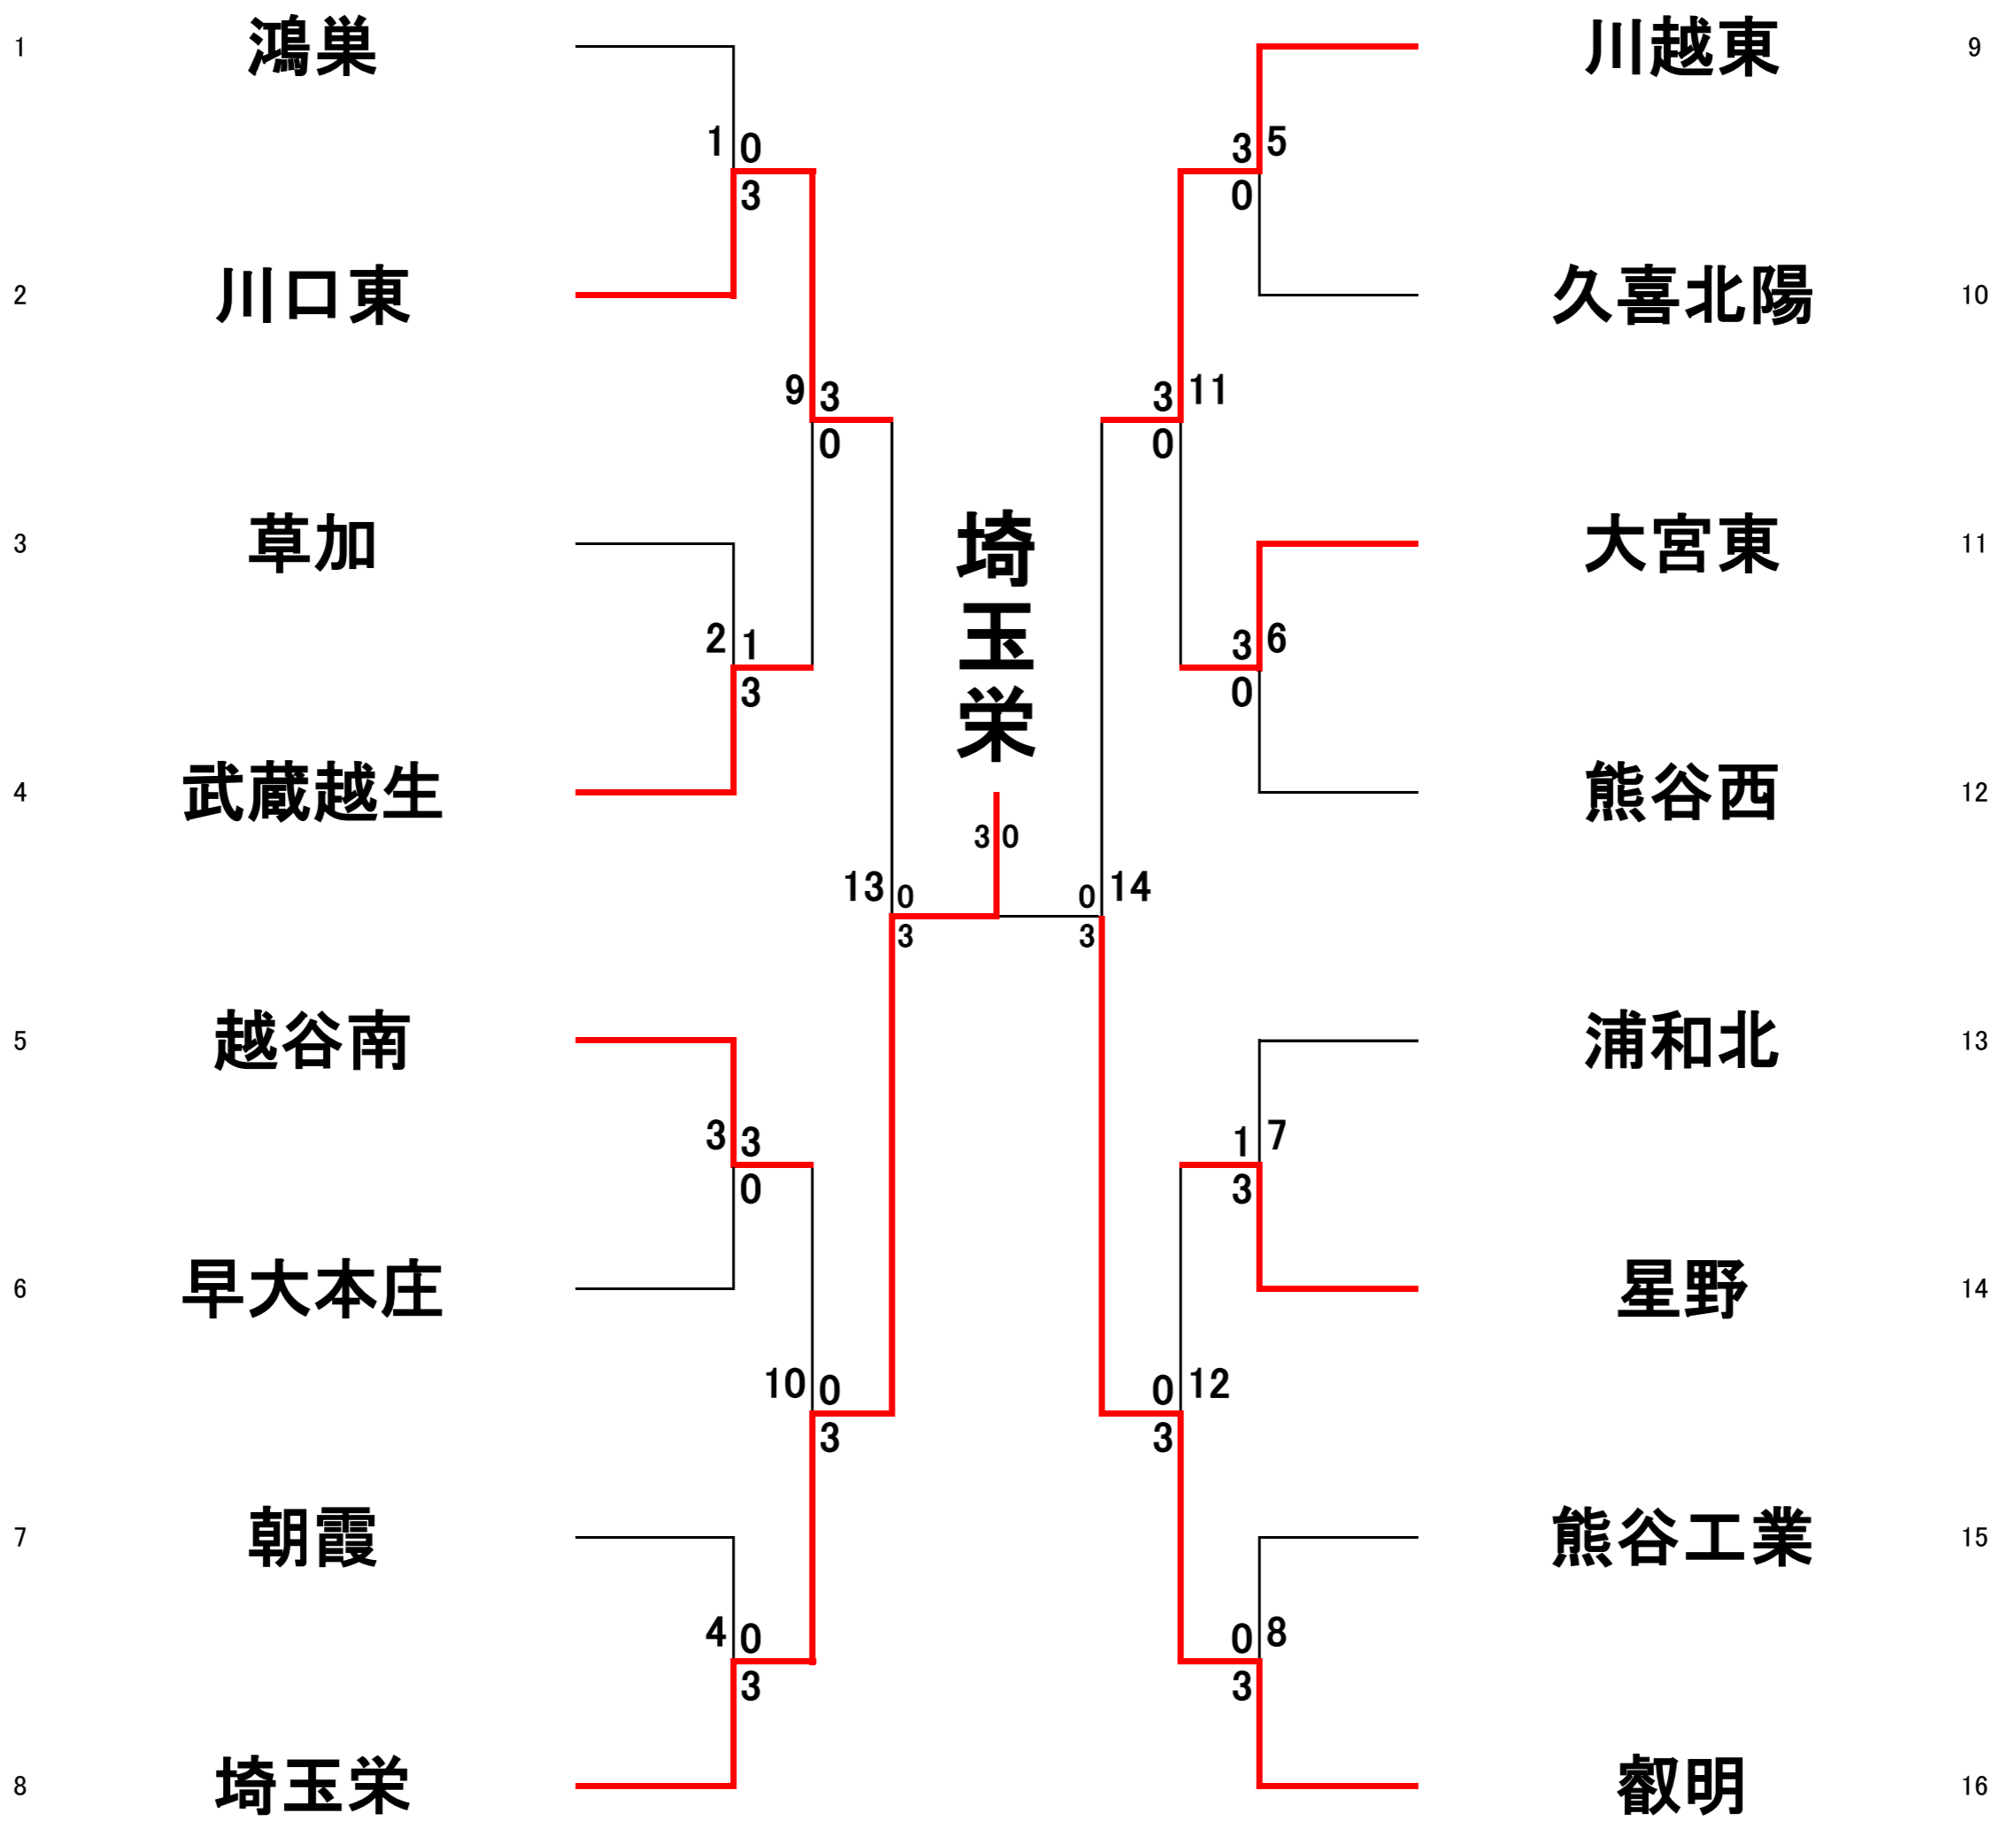 1 鴻巣 川越東 9
1 0 3 5
3 0
2 川口東 久喜北陽 10
9 3 3 11
0 0
3 草加 大宮東 11
埼玉栄
2 1 3 6
3 0
4 武蔵越生 熊谷西 12
3 0
13 0 0 14
3 3
5 越谷南 浦和北 13
3 3 1 7
0 3
6 早大本庄 星野 14
10 0 0 12
3 3
7 朝霞 熊谷工業 15
4 0 0 8
3 3
8 埼玉栄 叡明 16